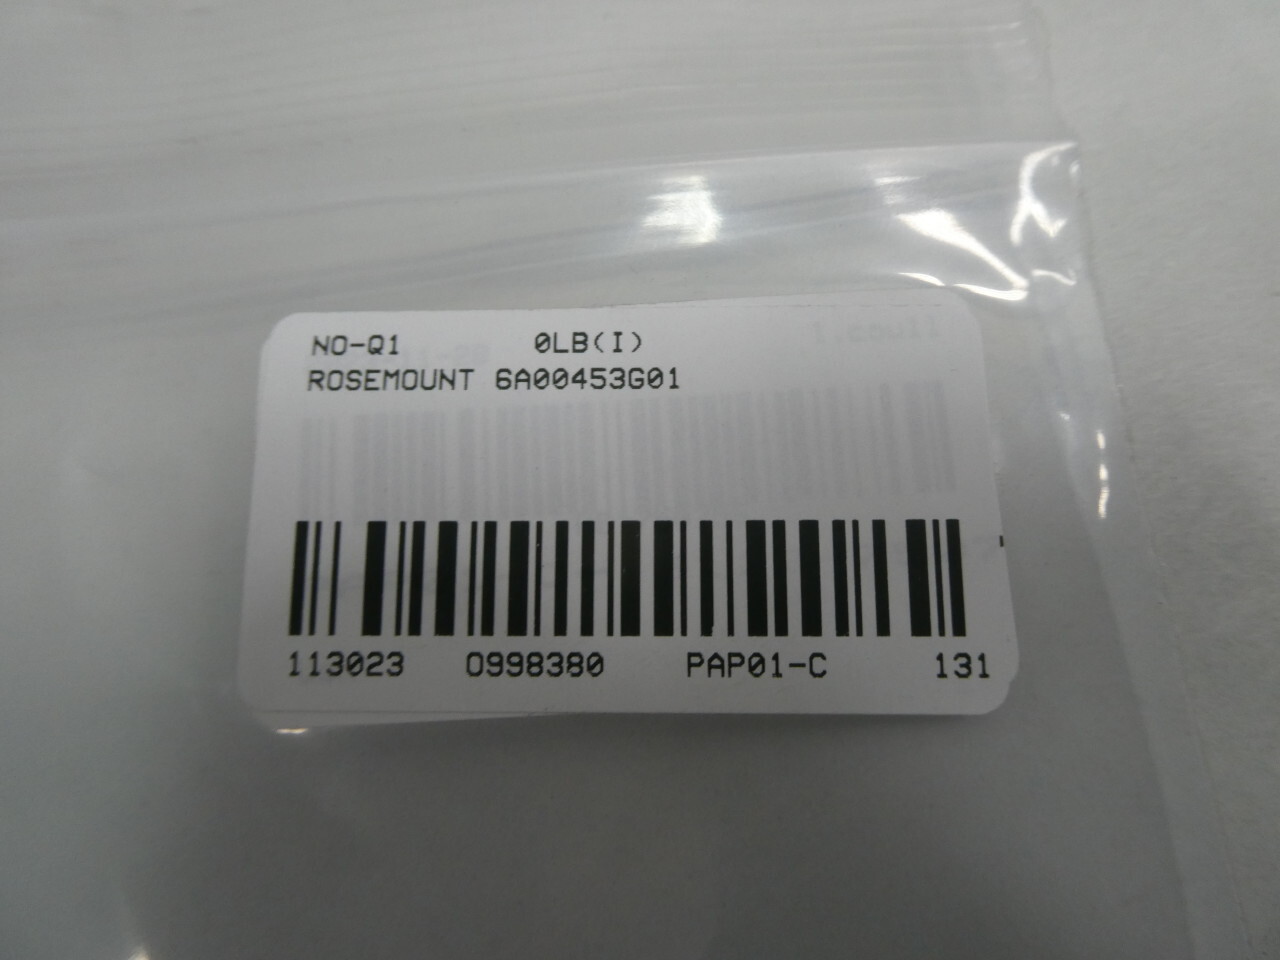 NO-Q1 0LB(I)
ROSEMOUNT 6A00453G01
113023 0998380 PAP01-C 131